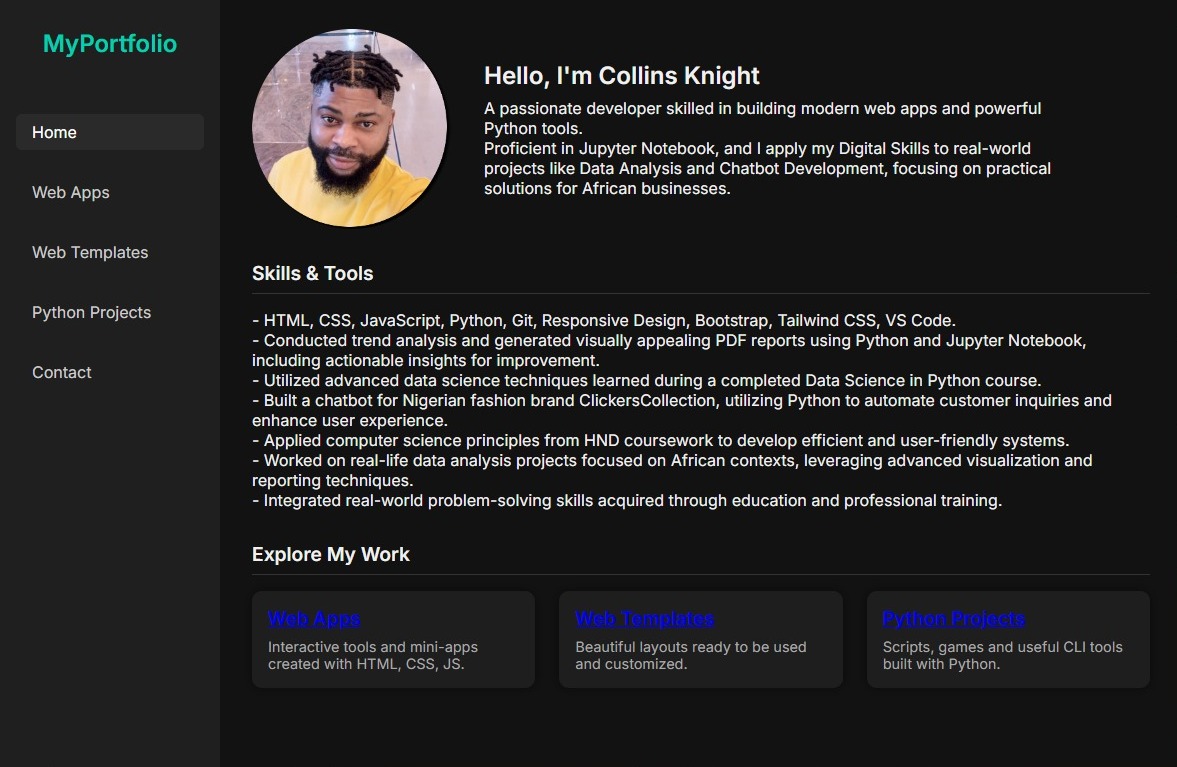 MyPortfolio
Home
Web Apps
Web Templates
Python Projects
Contact
Hello, I'm Collins Knight
A passionate developer skilled in building modern web apps and powerful
Python tools.
Proficient in Jupyter Notebook, and I apply my Digital Skills to real-world
projects like Data Analysis and Chatbot Development, focusing on practical
solutions for African businesses.
Skills & Tools
- HTML, CSS, JavaScript, Python, Git, Responsive Design, Bootstrap, Tailwind CSS, VS Code.
- Conducted trend analysis and generated visually appealing PDF reports using Python and Jupyter Notebook,
including actionable insights for improvement.
- Utilized advanced data science techniques learned during a completed Data Science in Python course.
- Built a chatbot for Nigerian fashion brand ClickersCollection, utilizing Python to automate customer inquiries and
enhance user experience.
- Applied computer science principles from HND coursework to develop efficient and user-friendly systems.
- Worked on real-life data analysis projects focused on African contexts, leveraging advanced visualization and
reporting techniques.
- Integrated real-world problem-solving skills acquired through education and professional training.
Explore My Work
Web Apps
Interactive tools and mini-apps
created with HTML, CSS, JS.
Web Templates
Beautiful layouts ready to be used
and customized.
Python Projects
Scripts, games and useful CLI tools
built with Python.